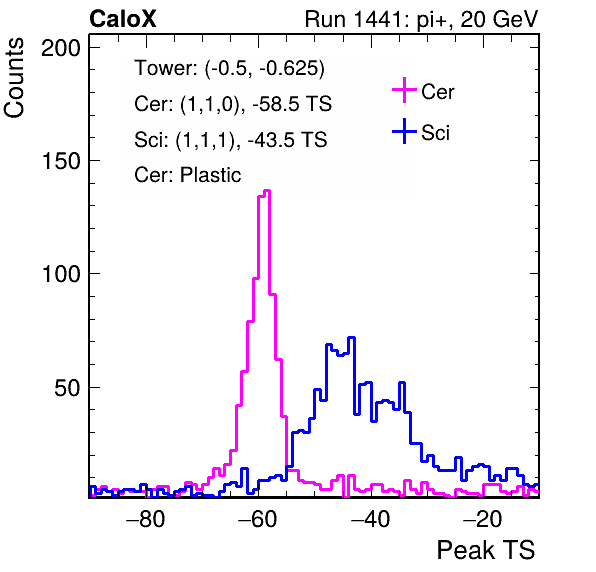 CaloX
Run 1441: pi+, 20 GeV
Counts
Tower: (-0.5, -0.625)
Cer: (1,1,0), -58.5 TS
Sci: (1,1,1), -43.5 TS
Cer: Plastic
Cer
Sci
200
150
100
50
−80 −60 −40 −20
Peak TS